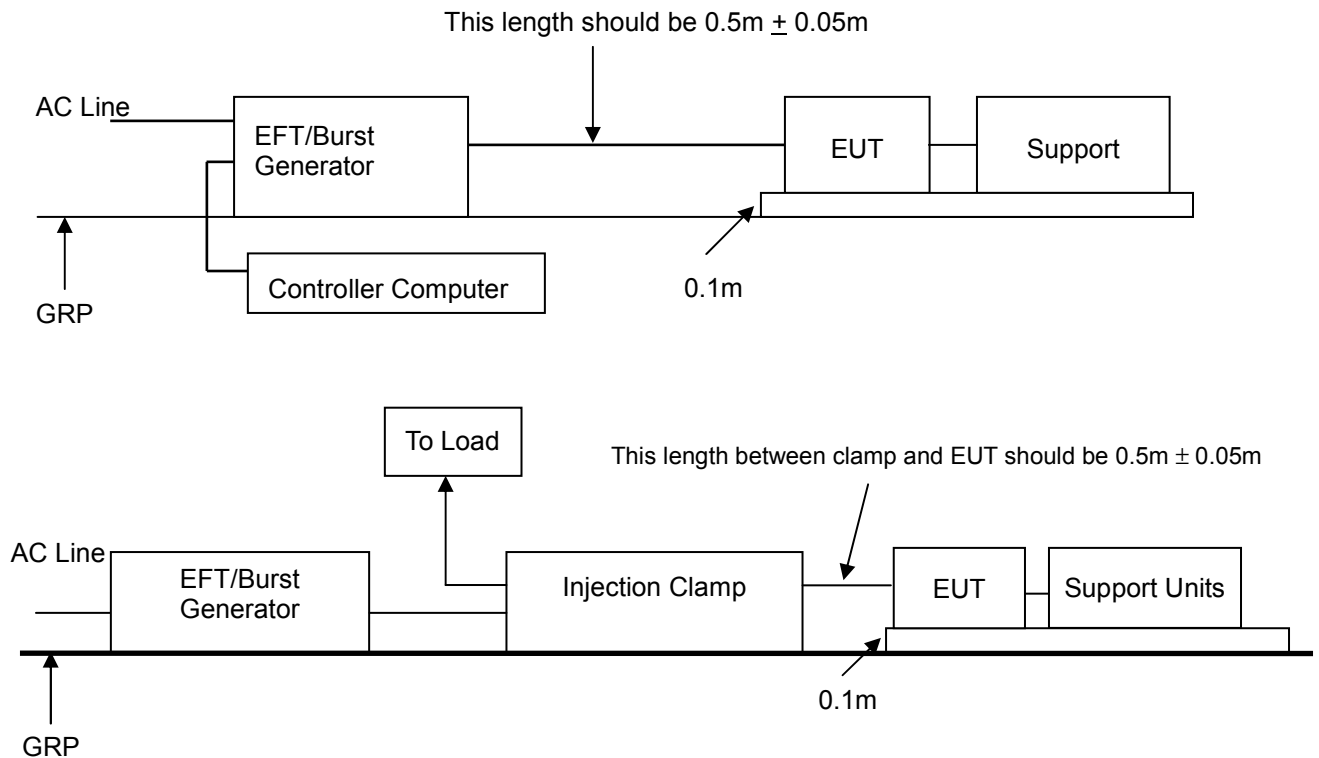 This length should be 0.5m ± 0.05m
AC Line
EFT/Burst
Generator
EUT
Support
Controller Computer
0.1m
GRP
To Load
This length between clamp and EUT should be 0.5m ± 0.05m
AC Line
EFT/Burst
Generator
Injection Clamp
EUT
Support Units
0.1m
GRP